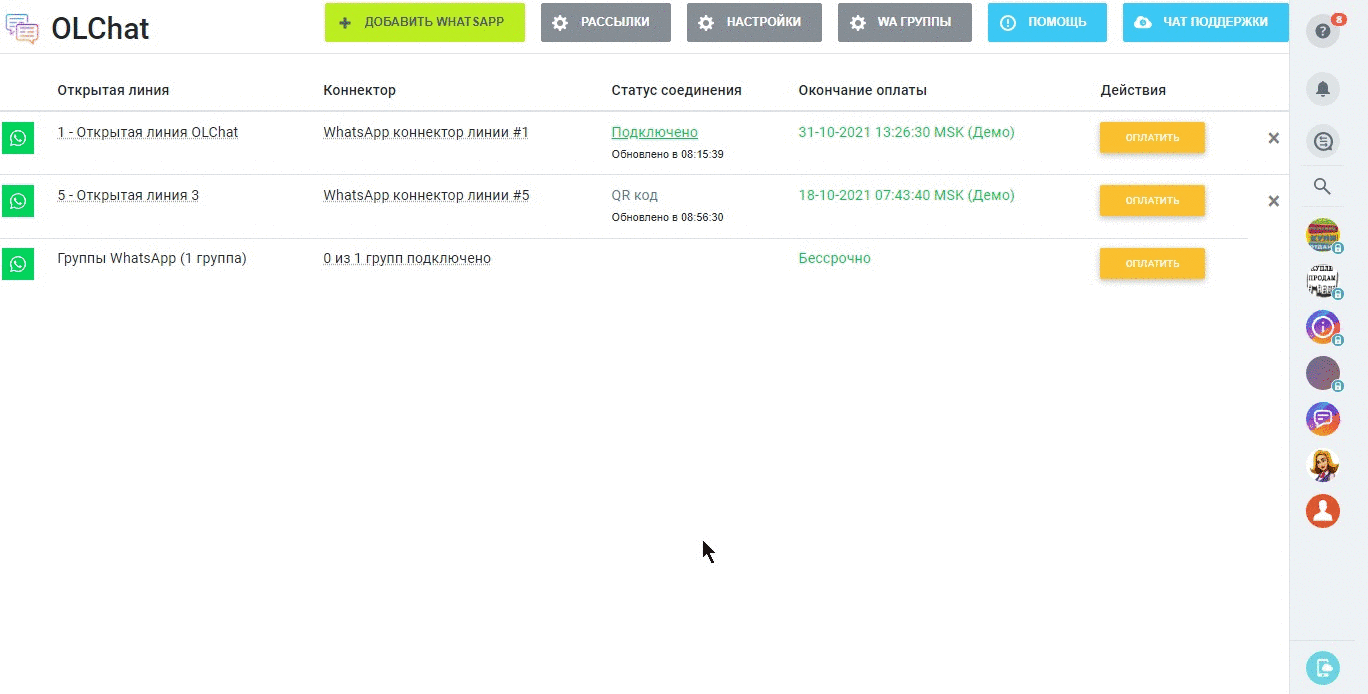 OLChat
ДОБАВИТЬ WHATSAPP
РАССЫЛКИ
НАСТРОЙКИ
WA ГРУППЫ
ПОМОЩЬ
ЧАТ ПОДДЕРЖКИ
8
Открытая линия Коннектор Статус соединения Окончание оплаты Действия
1 - Открытая линия OLChat WhatsApp коннектор линии #1 Подключено 31-10-2021 13:26:30 MSK (Демо) ОПЛАТИТЬ
Обновлено в 08:15:39
5 - Открытая линия 3 WhatsApp коннектор линии #5 QR код 18-10-2021 07:43:40 MSK (Демо) ОПЛАТИТЬ
Обновлено в 08:56:30
Группы WhatsApp (1 группа) 0 из 1 групп подключено Бессрочно ОПЛАТИТЬ